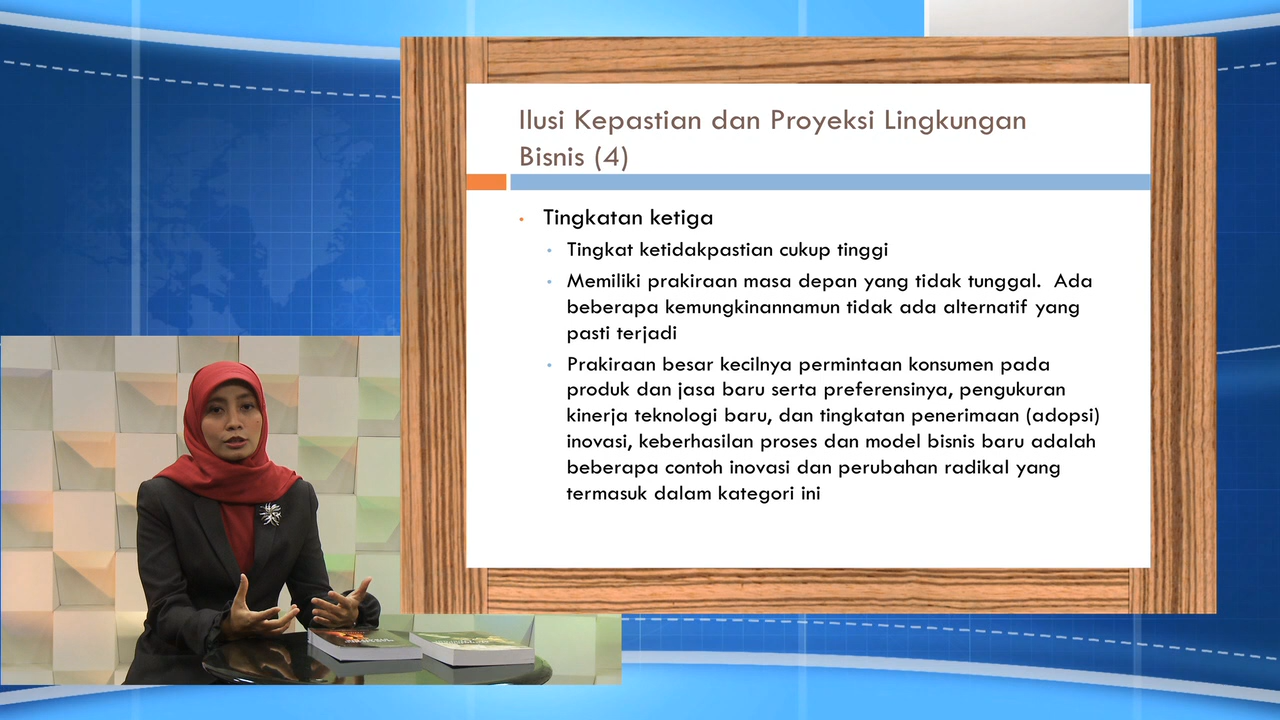 Ilusi Kepastian dan Proyeksi Lingkungan
Bisnis (4)
• Tingkatan ketiga
• Tingkat ketidakpastian cukup tinggi
• Memiliki prakiraan masa depan yang tidak tunggal.  Ada
beberapa kemungkinannamun tidak ada alternatif yang
pasti terjadi
• Prakiraan besar kecilnya permintaan konsumen pada
produk dan jasa baru serta preferensinya, pengukuran
kinerja teknologi baru, dan tingkatan penerimaan (adopsi)
inovasi, keberhasilan proses dan model bisnis baru adalah
beberapa contoh inovasi dan perubahan radikal yang
termasuk dalam kategori ini